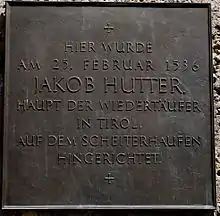 HIER WURDE
AM 25. FEBRUAR 1536
JAKOB HUTTER,
HAUPT DER WIEDERTÄUFER
IN TIROL,
AUF DEM SCHEITERHAUFEN
HINGERICHTET.